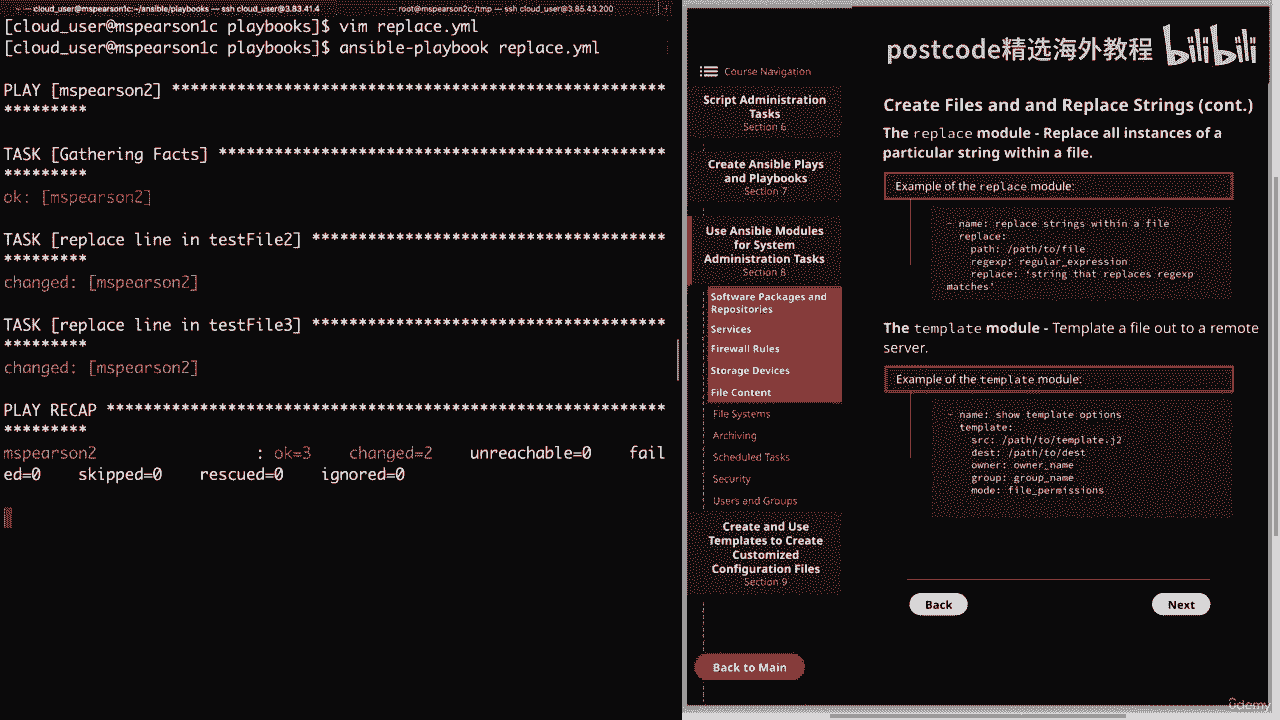 cloud_user@mspearson1c:~/ansible/playbooks — ssh cloud_user@3.83.41.4
root@mspearson2c:/tmp — ssh cloud_user@3.85.43.200
[cloud_user@mspearson1c playbooks]$ vim replace.yml
[cloud_user@mspearson1c playbooks]$ ansible-playbook replace.yml
PLAY [mspearson2] **********************************************
*********
TASK [Gathering Facts] *****************************************
*********
ok: [mspearson2]
TASK [replace line in testFile2] *********************************
*********
changed: [mspearson2]
TASK [replace line in testFile3] *********************************
*********
changed: [mspearson2]
PLAY RECAP ****************************************************
*********
mspearson2 : ok=3 changed=2 unreachable=0 fail
ed=0 skipped=0 rescued=0 ignored=0
postcode精选海外教程 bilibili
Course Navigation
Script Administration
Tasks
Section 6
Create Ansible Plays
and Playbooks
Section 7
Use Ansible Modules
for System
Administration Tasks
Section 8
Software Packages and
Repositories
Services
Firewall Rules
Storage Devices
File Content
File Systems
Archiving
Scheduled Tasks
Security
Users and Groups
Create and Use
Templates to Create
Customized
Configuration Files
Section 9
Back to Main
Create Files and and Replace Strings (cont.)
The replace module - Replace all instances of a
particular string within a file.
Example of the replace module:
- name: replace strings within a file
replace:
path: /path/to/file
regexp: regular_expression
replace: 'string that replaces regexp
matches'
The template module - Template a file out to a remote
server.
Example of the template module:
- name: show template options
template:
src: /path/to/template.j2
dest: /path/to/dest
owner: owner_name
group: group_name
mode: file_permissions
Back
Next
Udemy